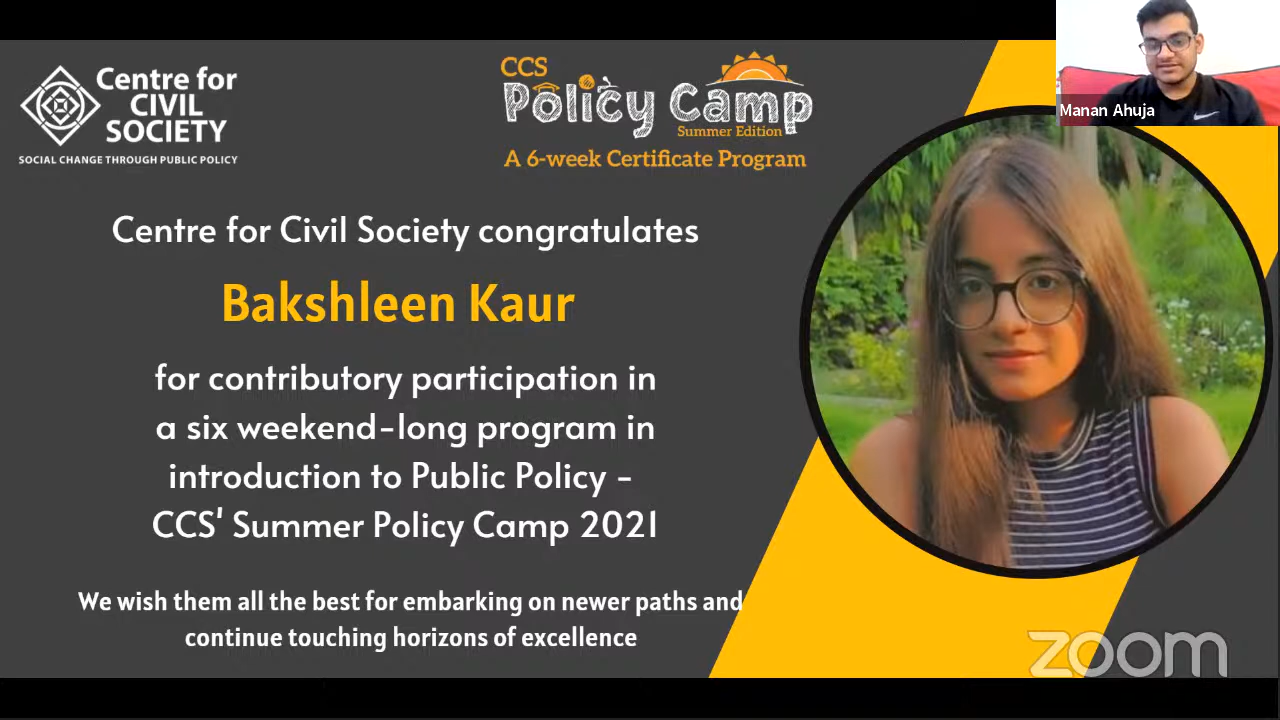 Centre for
CIVIL
SOCIETY
SOCIAL CHANGE THROUGH PUBLIC POLICY
CCS
Policy Camp
Summer Edition
A 6-week Certificate Program
Manan Ahuja
Centre for Civil Society congratulates
Bakshleen Kaur
for contributory participation in
a six weekend-long program in
introduction to Public Policy -
CCS' Summer Policy Camp 2021
We wish them all the best for embarking on newer paths and
continue touching horizons of excellence
zoom